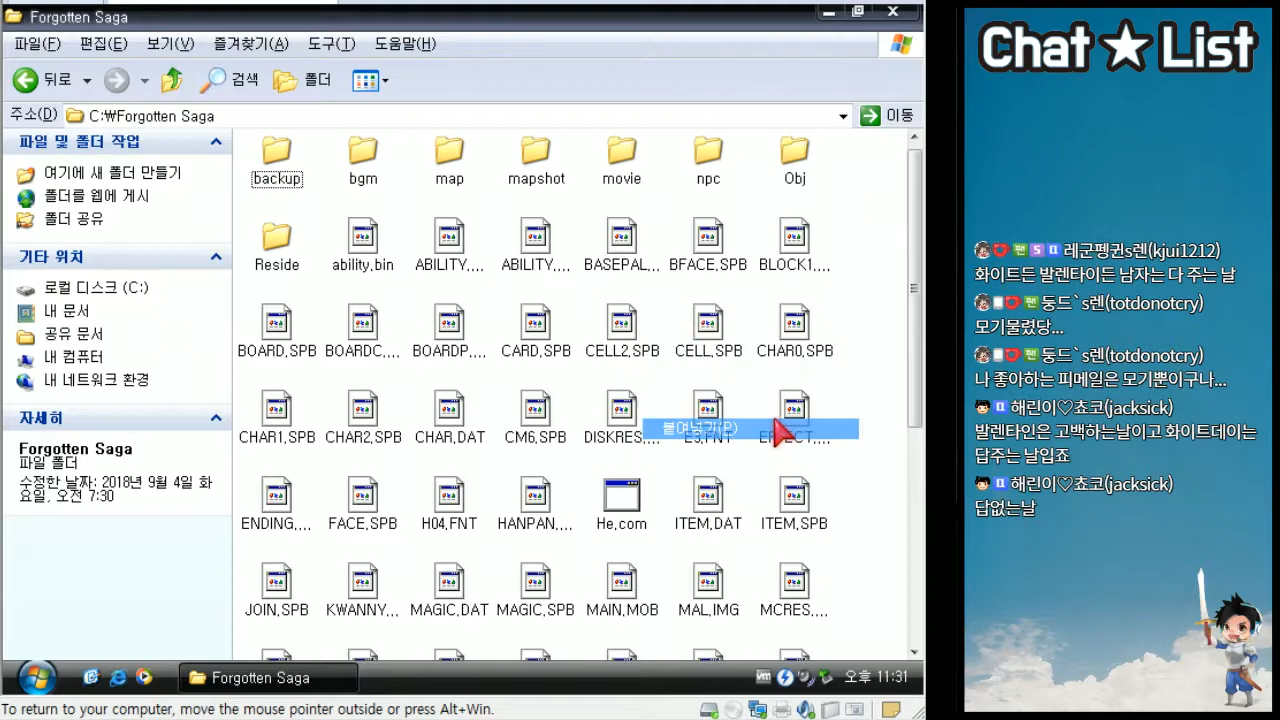 Forgotten Saga
파일(F) 편집(E) 보기(V) 즐겨찾기(A) 도구(T) 도움말(H)
뒤로 검색 폴더
주소(D) C:₩Forgotten Saga 이동
파일 및 폴더 작업
여기에 새 폴더 만들기
폴더를 웹에 게시
폴더 공유
기타 위치
로컬 디스크 (C:)
내 문서
공유 문서
내 컴퓨터
내 네트워크 환경
자세히
Forgotten Saga
파일 폴더
수정한 날짜: 2018년 9월 4일 화
요일, 오전 7:30
backup bgm map mapshot movie npc Obj
Reside ability.bin ABILITY,... ABILITY,... BASEPAL,... BFACE,SPB BLOCK1,...
BOARD,SPB BOARDC,... BOARDP,... CARD,SPB CELL2,SPB CELL,SPB CHAR0,SPB
CHAR1,SPB CHAR2,SPB CHAR,DAT CM6,SPB DISKRES,... E3,FNT EFFECT,...
붙여넣기(P)
ENDING,... FACE,SPB H04,FNT HANPAN,... He,com ITEM,DAT ITEM,SPB
JOIN,SPB KWANNY,... MAGIC,DAT MAGIC,SPB MAIN,MOB MAL,IMG MCRES,...
Forgotten Saga 오후 11:31
To return to your computer, move the mouse pointer outside or press Alt+Win.
Chat★List
팬 S 레군펭귄s렌(kjui1212)
화이트든 발렌타이든 남자는 다 주는 날
팬 둥드`s렌(totdonotcry)
모기물렸당...
팬 둥드`s렌(totdonotcry)
나 좋아하는 피메일은 모기뿐이구나...
해린이♡쵸코(jacksick)
발렌타인은 고백하는날이고 화이트데이는
답주는 날입죠
해린이♡쵸코(jacksick)
답없는날